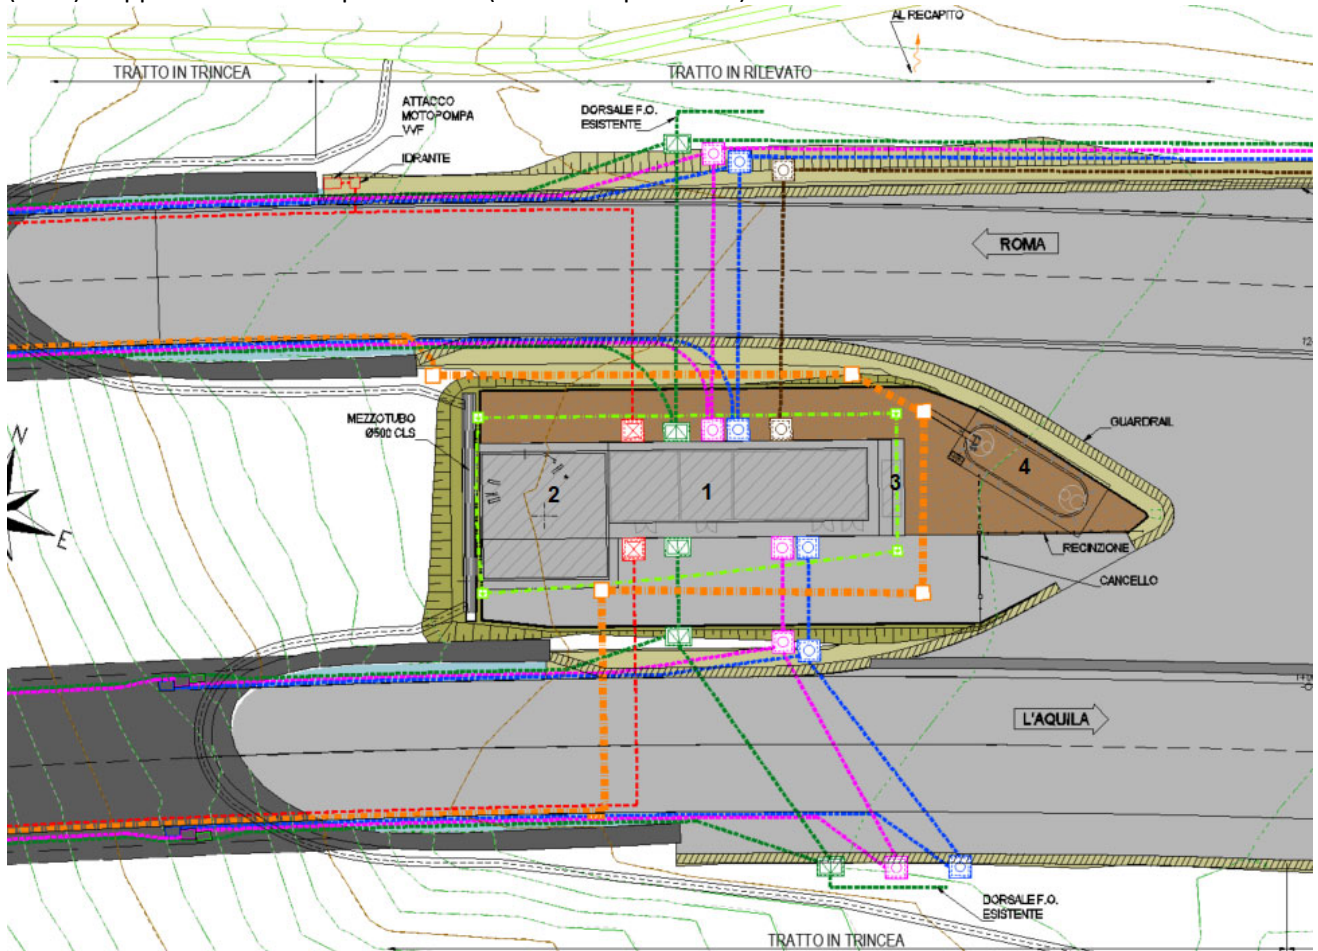 AL RECAPITO
TRATTO IN TRINCEA
TRATTO IN RILEVATO
ATTACCO
MOTOPOMPA
VVF
IDRANTE
DORSALE F.O.
ESISTENTE
ROMA
MEZZOTUBO
Ø500 CLS
GUARDRAIL
N
E
2
1
3
4
RECINZIONE
CANCELLO
L'AQUILA
DORSALE F.O.
ESISTENTE
TRATTO IN TRINCEA